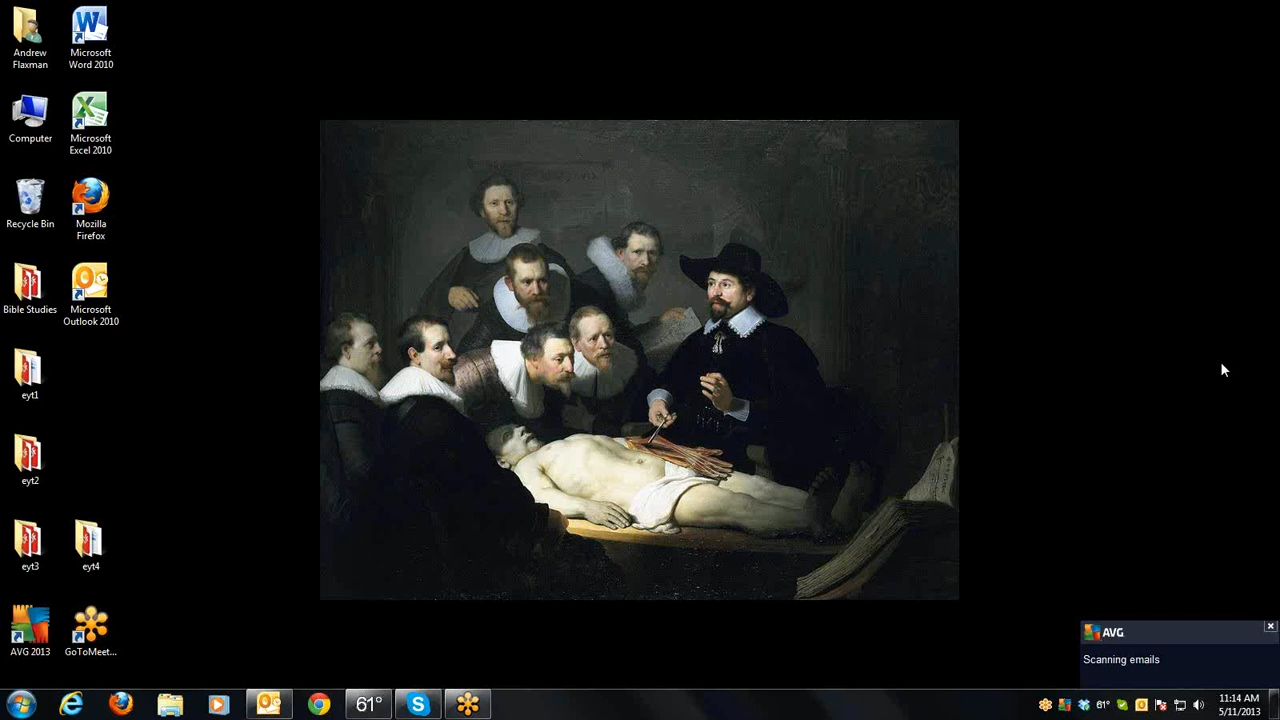 Andrew
Flaxman
Microsoft
Word 2010
Computer
Microsoft
Excel 2010
Recycle Bin
Mozilla
Firefox
Bible Studies
Microsoft
Outlook 2010
eyt1
eyt2
eyt3
eyt4
AVG 2013
GoToMeet...
AVG
Scanning emails
61°
61°
11:14 AM
5/11/2013